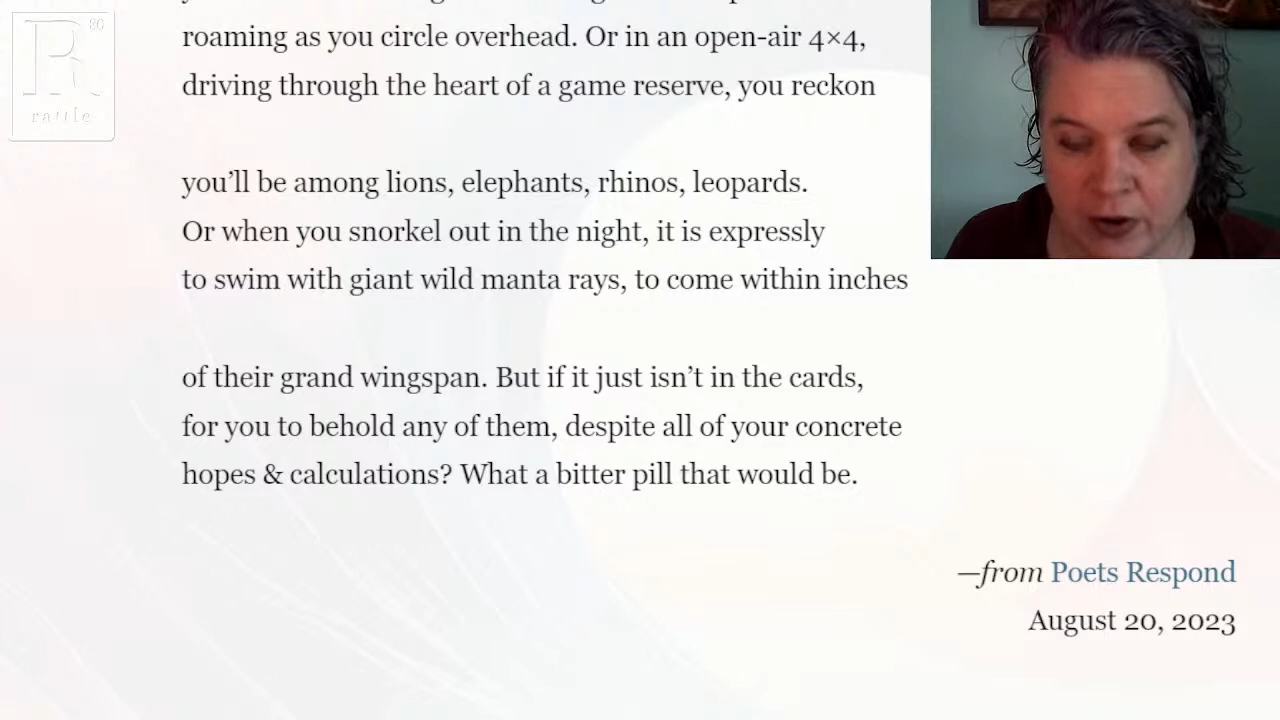 R
rattle
roaming as you circle overhead. Or in an open-air 4×4,
driving through the heart of a game reserve, you reckon
you’ll be among lions, elephants, rhinos, leopards.
Or when you snorkel out in the night, it is expressly
to swim with giant wild manta rays, to come within inches
of their grand wingspan. But if it just isn’t in the cards,
for you to behold any of them, despite all of your concrete
hopes & calculations? What a bitter pill that would be.
—from Poets Respond
August 20, 2023